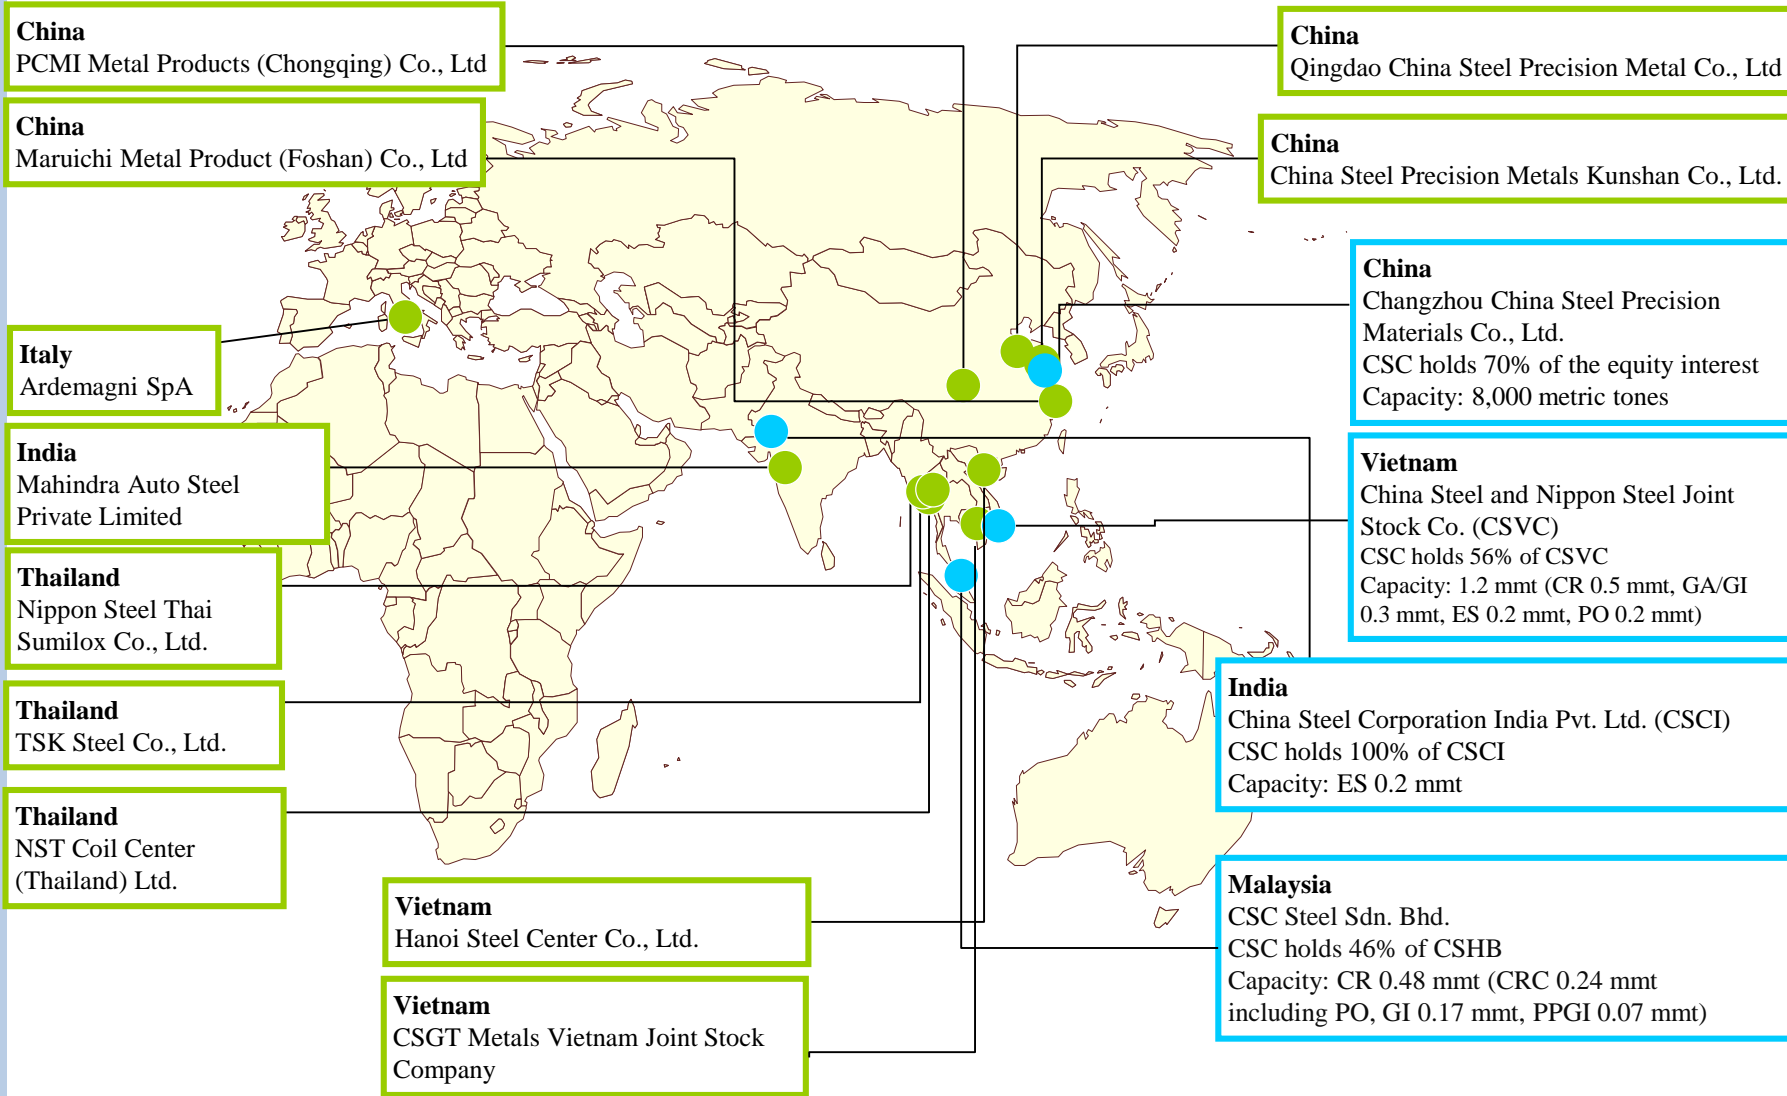 China
PCMI Metal Products (Chongqing) Co., Ltd
China
Maruichi Metal Product (Foshan) Co., Ltd
Italy
Ardemagni SpA
India
Mahindra Auto Steel
Private Limited
Thailand
Nippon Steel Thai
Sumilox Co., Ltd.
Thailand
TSK Steel Co., Ltd.
Thailand
NST Coil Center
(Thailand) Ltd.
Vietnam
Hanoi Steel Center Co., Ltd.
Vietnam
CSGT Metals Vietnam Joint Stock
Company
China
Qingdao China Steel Precision Metal Co., Ltd
China
China Steel Precision Metals Kunshan Co., Ltd.
China
Changzhou China Steel Precision
Materials Co., Ltd.
CSC holds 70% of the equity interest
Capacity: 8,000 metric tones
Vietnam
China Steel and Nippon Steel Joint
Stock Co. (CSVC)
CSC holds 56% of CSVC
Capacity: 1.2 mmt (CR 0.5 mmt, GA/GI
0.3 mmt, ES 0.2 mmt, PO 0.2 mmt)
India
China Steel Corporation India Pvt. Ltd. (CSCI)
CSC holds 100% of CSCI
Capacity: ES 0.2 mmt
Malaysia
CSC Steel Sdn. Bhd.
CSC holds 46% of CSHB
Capacity: CR 0.48 mmt (CRC 0.24 mmt
including PO, GI 0.17 mmt, PPGI 0.07 mmt)